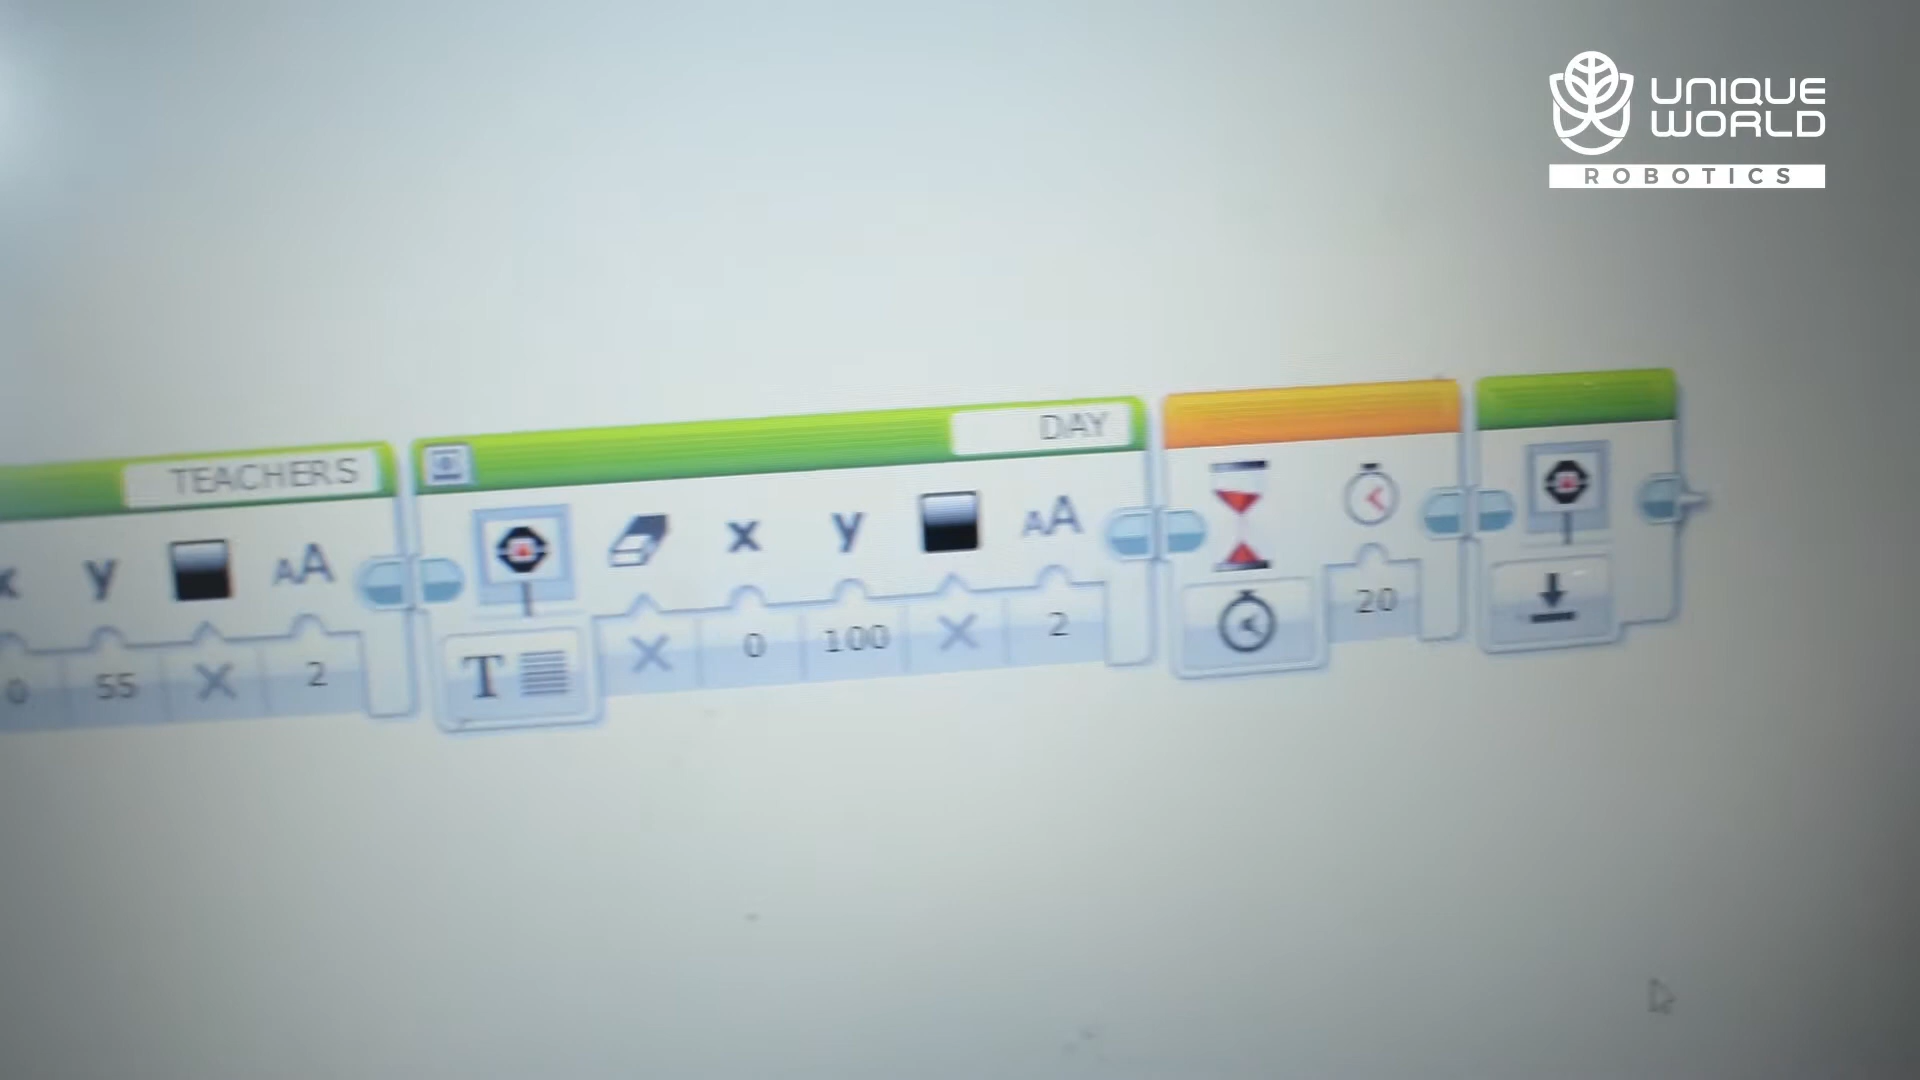 UNIQUE
WORLD
ROBOTICS
TEACHERS
DAY
y AA
x y AA
0 55 2
T 0 100 2
20